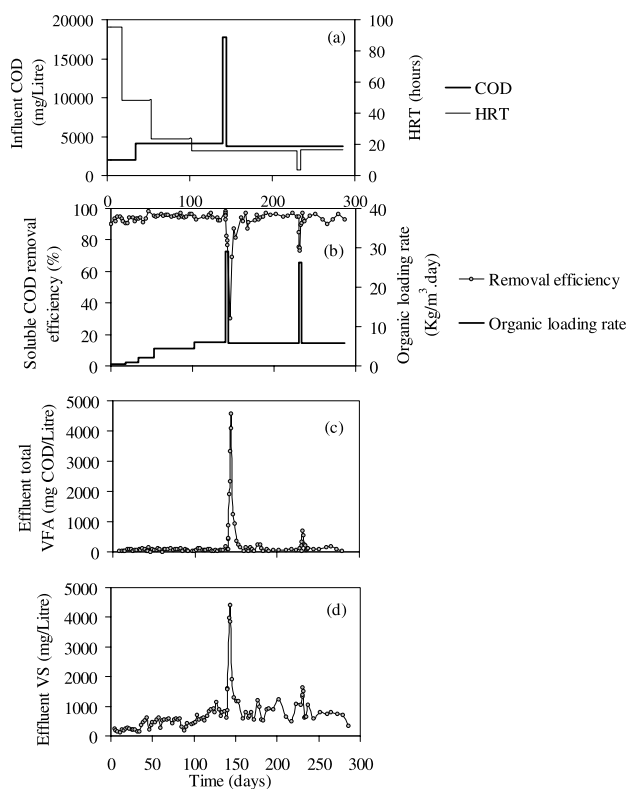 20000
15000
10000
5000
0
Influent COD
(mg/Litre)
(a)
100
80
60
40
20
0
HRT (hours)
COD
HRT
0
100
200
300
100
80
60
40
20
0
Soluble COD removal
efficiency (%)
(b)
40
30
20
10
0
Organic loading rate
(Kg/m³.day)
Removal efficiency
Organic loading rate
5000
4000
3000
2000
1000
0
Effluent total
VFA (mg COD/Litre)
(c)
5000
4000
3000
2000
1000
0
Effluent VS (mg/Litre)
(d)
0
50
100
150
200
250
300
Time (days)